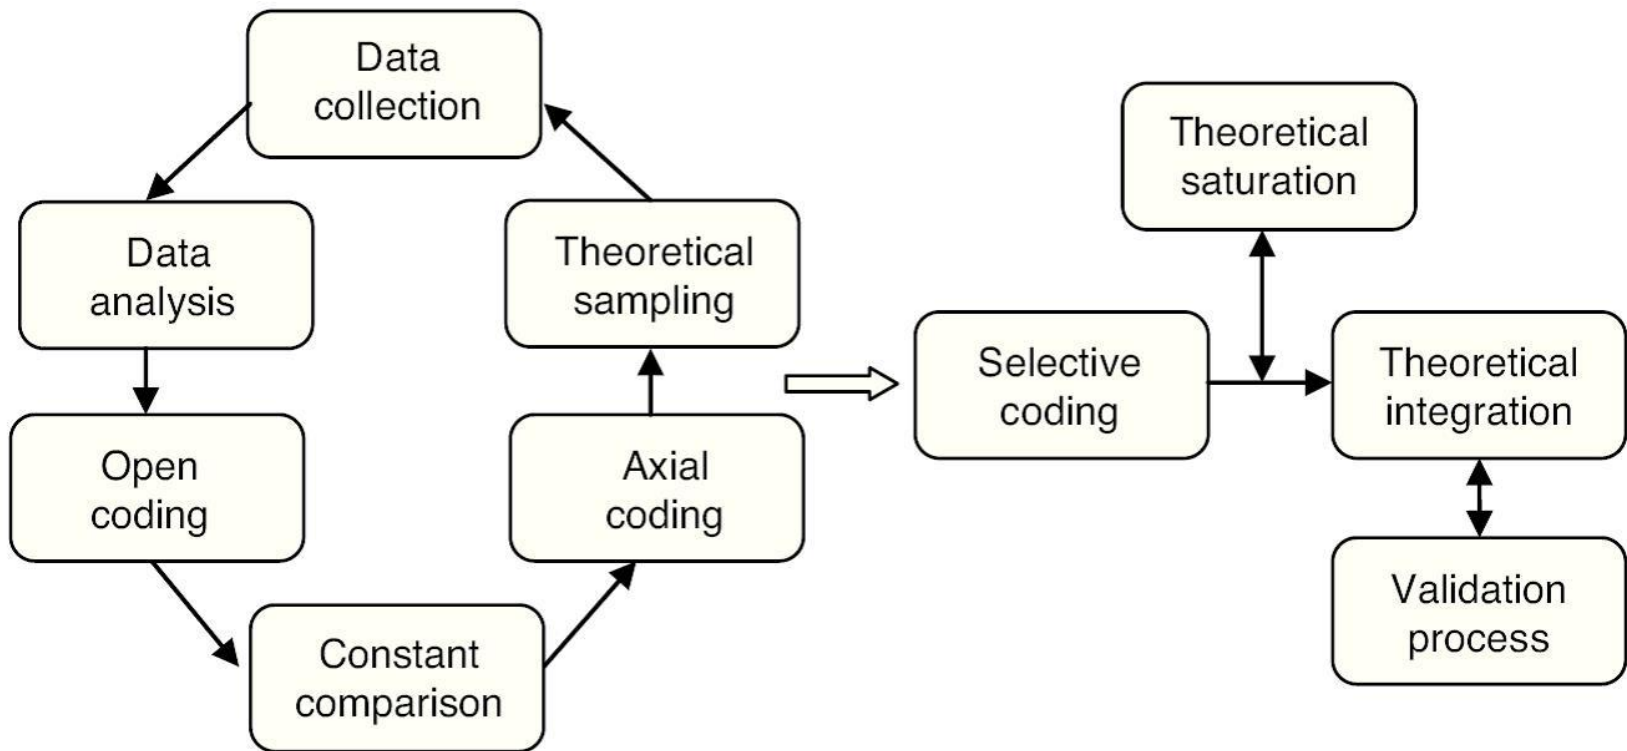 Data
collection
Data
analysis
Open
coding
Constant
comparison
Axial
coding
Theoretical
sampling
Selective
coding
Theoretical
saturation
Theoretical
integration
Validation
process